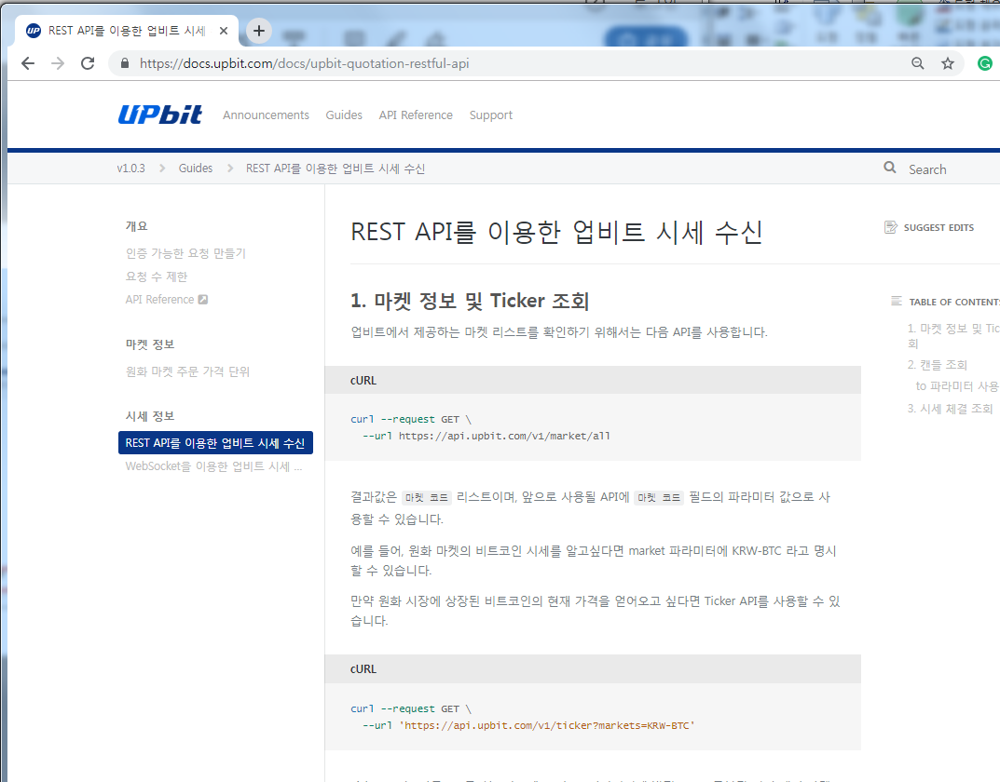 REST API를 이용한 업비트 시세
https://docs.upbit.com/docs/upbit-quotation-restful-api
UPbit
Announcements
Guides
API Reference
Support
v1.0.3
Guides
REST API를 이용한 업비트 시세 수신
Search
개요
인증 가능한 요청 만들기
요청 수 제한
API Reference
마켓 정보
원화 마켓 주문 가격 단위
시세 정보
REST API를 이용한 업비트 시세 수신
WebSocket을 이용한 업비트 시세 ...
REST API를 이용한 업비트 시세 수신
1. 마켓 정보 및 Ticker 조회
업비트에서 제공하는 마켓 리스트를 확인하기 위해서는 다음 API를 사용합니다.
cURL
curl --request GET \
--url https://api.upbit.com/v1/market/all
결과값은 마켓 코드 리스트이며, 앞으로 사용될 API에 마켓 코드 필드의 파라미터 값으로 사
용할 수 있습니다.
예를 들어, 원화 마켓의 비트코인 시세를 알고싶다면 market 파라미터에 KRW-BTC 라고 명시
할 수 있습니다.
만약 원화 시장에 상장된 비트코인의 현재 가격을 얻어오고 싶다면 Ticker API를 사용할 수 있
습니다.
cURL
curl --request GET \
--url 'https://api.upbit.com/v1/ticker?markets=KRW-BTC'
SUGGEST EDITS
TABLE OF CONTENTS
1. 마켓 정보 및 Tic
회
2. 캔들 조회
to 파라미터 사용
3. 시세 체결 조회